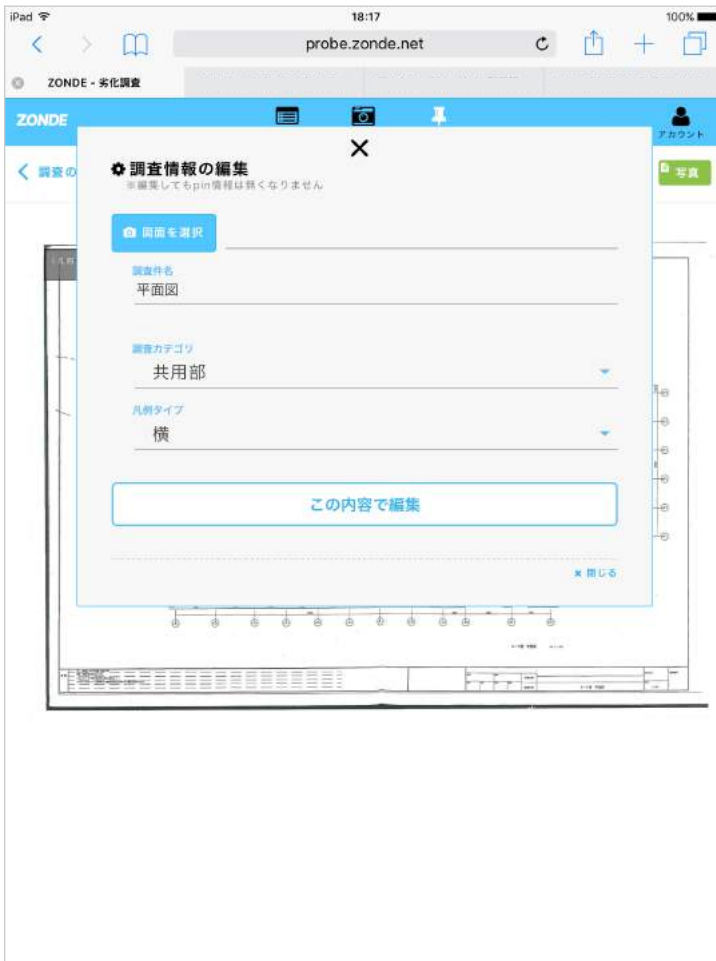 iPad 18:17 100%
probe.zonde.net
ZONDE - 劣化調査
ZONDE
アカウント
調査の
写真
調査情報の編集
※編集してもpin情報は無くなりません
図面を選択
調査件名
平面図
調査カテゴリ
共用部
凡例タイプ
横
この内容で編集
× 閉じる